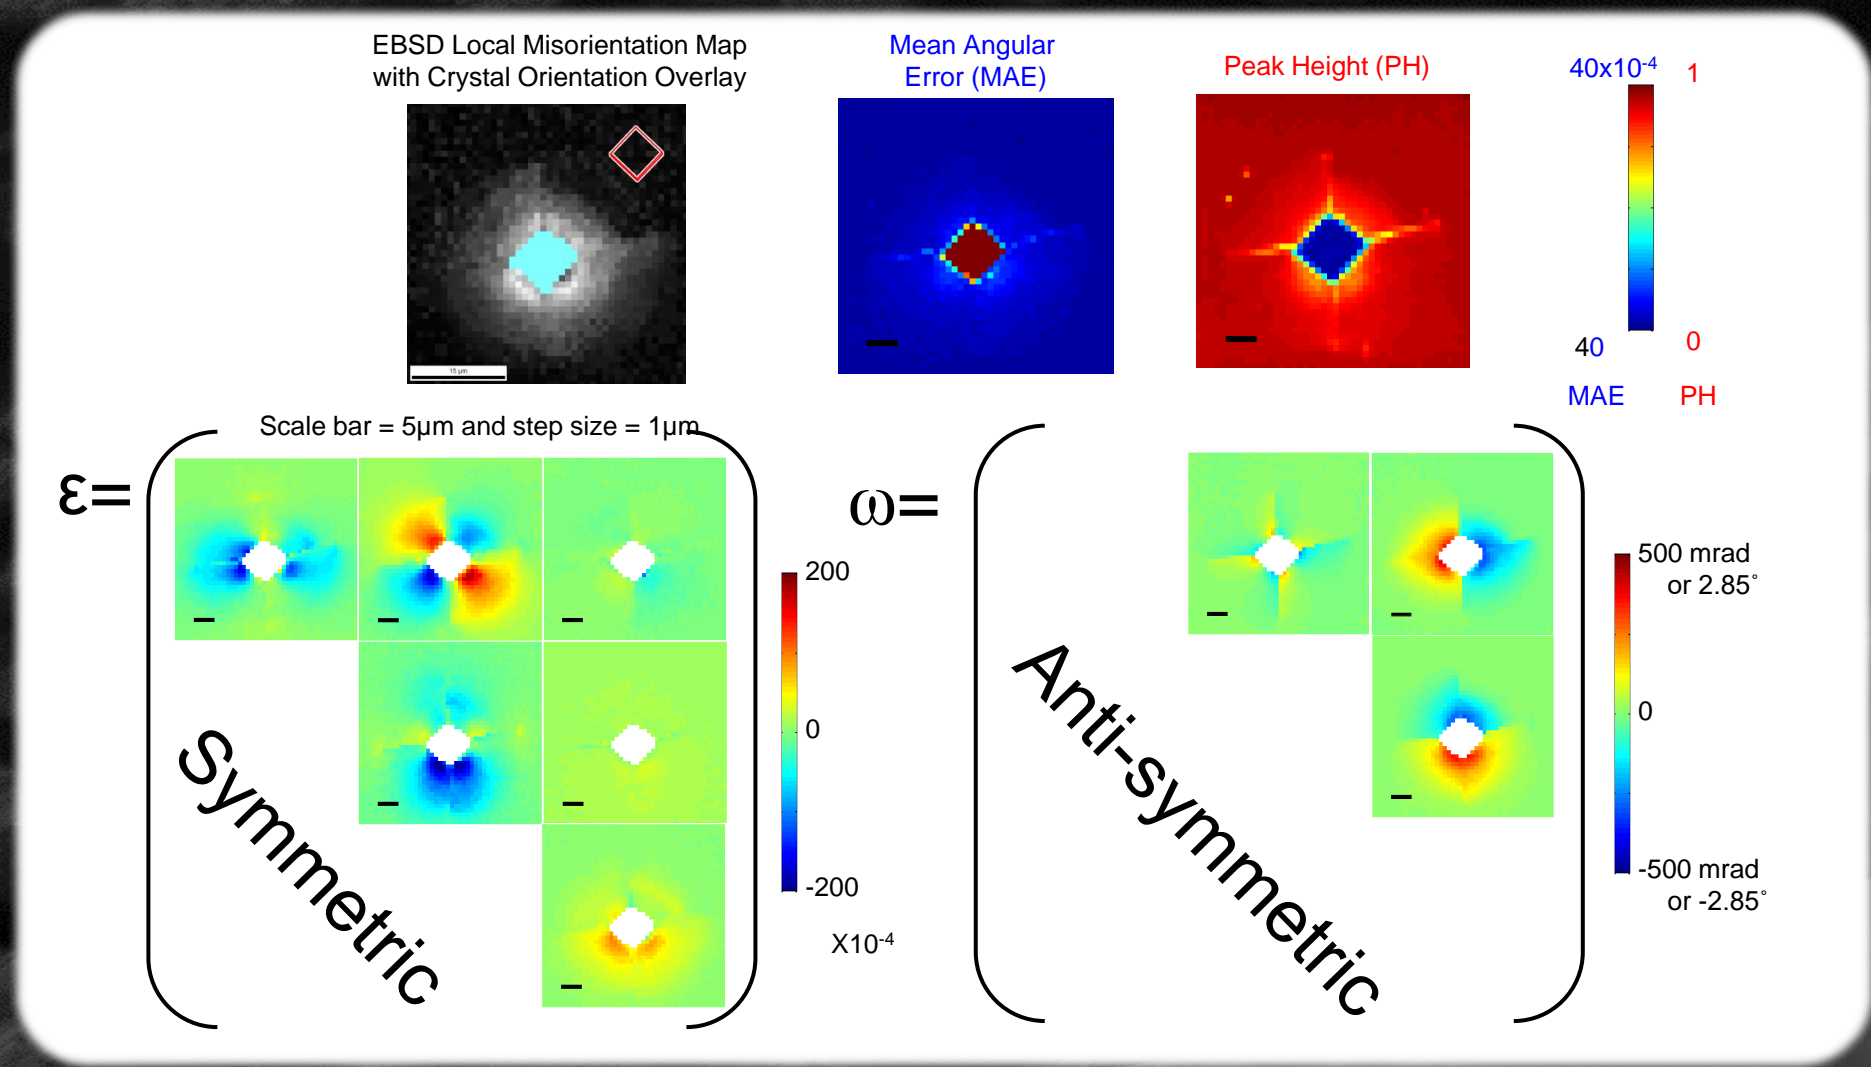 EBSD Local Misorientation Map
with Crystal Orientation Overlay
Mean Angular
Error (MAE)
Peak Height (PH)
40x10⁻⁴ 1
40 0
MAE PH
15 µm
Scale bar = 5µm and step size = 1µm
ε=
Symmetric
200
0
-200
X10⁻⁴
ω=
Anti-symmetric
500 mrad
or 2.85°
0
-500 mrad
or -2.85°